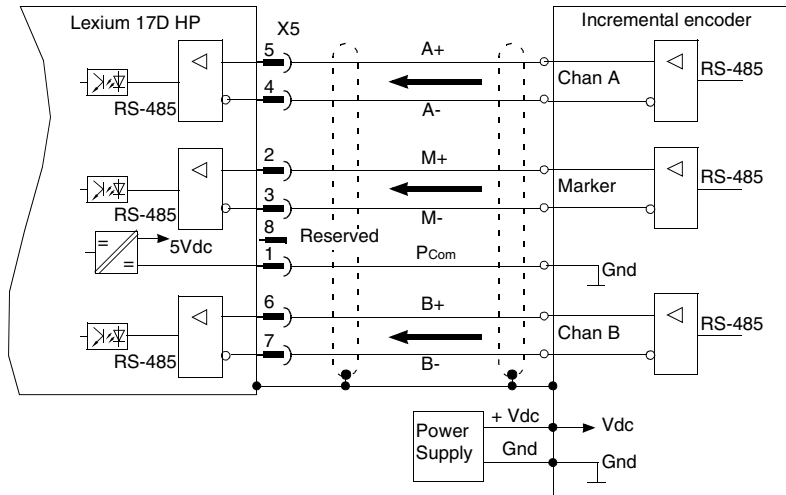 Lexium 17D HP
X5
Incremental encoder
5
A+
RS-485
Chan A
RS-485
4
A-
2
M+
RS-485
Marker
RS-485
3
M-
8
Reserved
5Vdc
=
=
1
PCom
Gnd
6
B+
RS-485
Chan B
RS-485
7
B-
+ Vdc
Vdc
Power
Supply
Gnd
Gnd